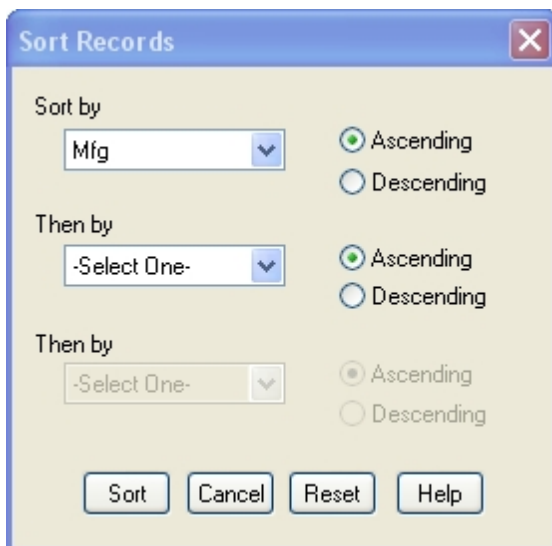 Sort Records
Sort by
Mfg
Ascending
Descending
Then by
-Select One-
Ascending
Descending
Then by
-Select One-
Ascending
Descending
Sort Cancel Reset Help